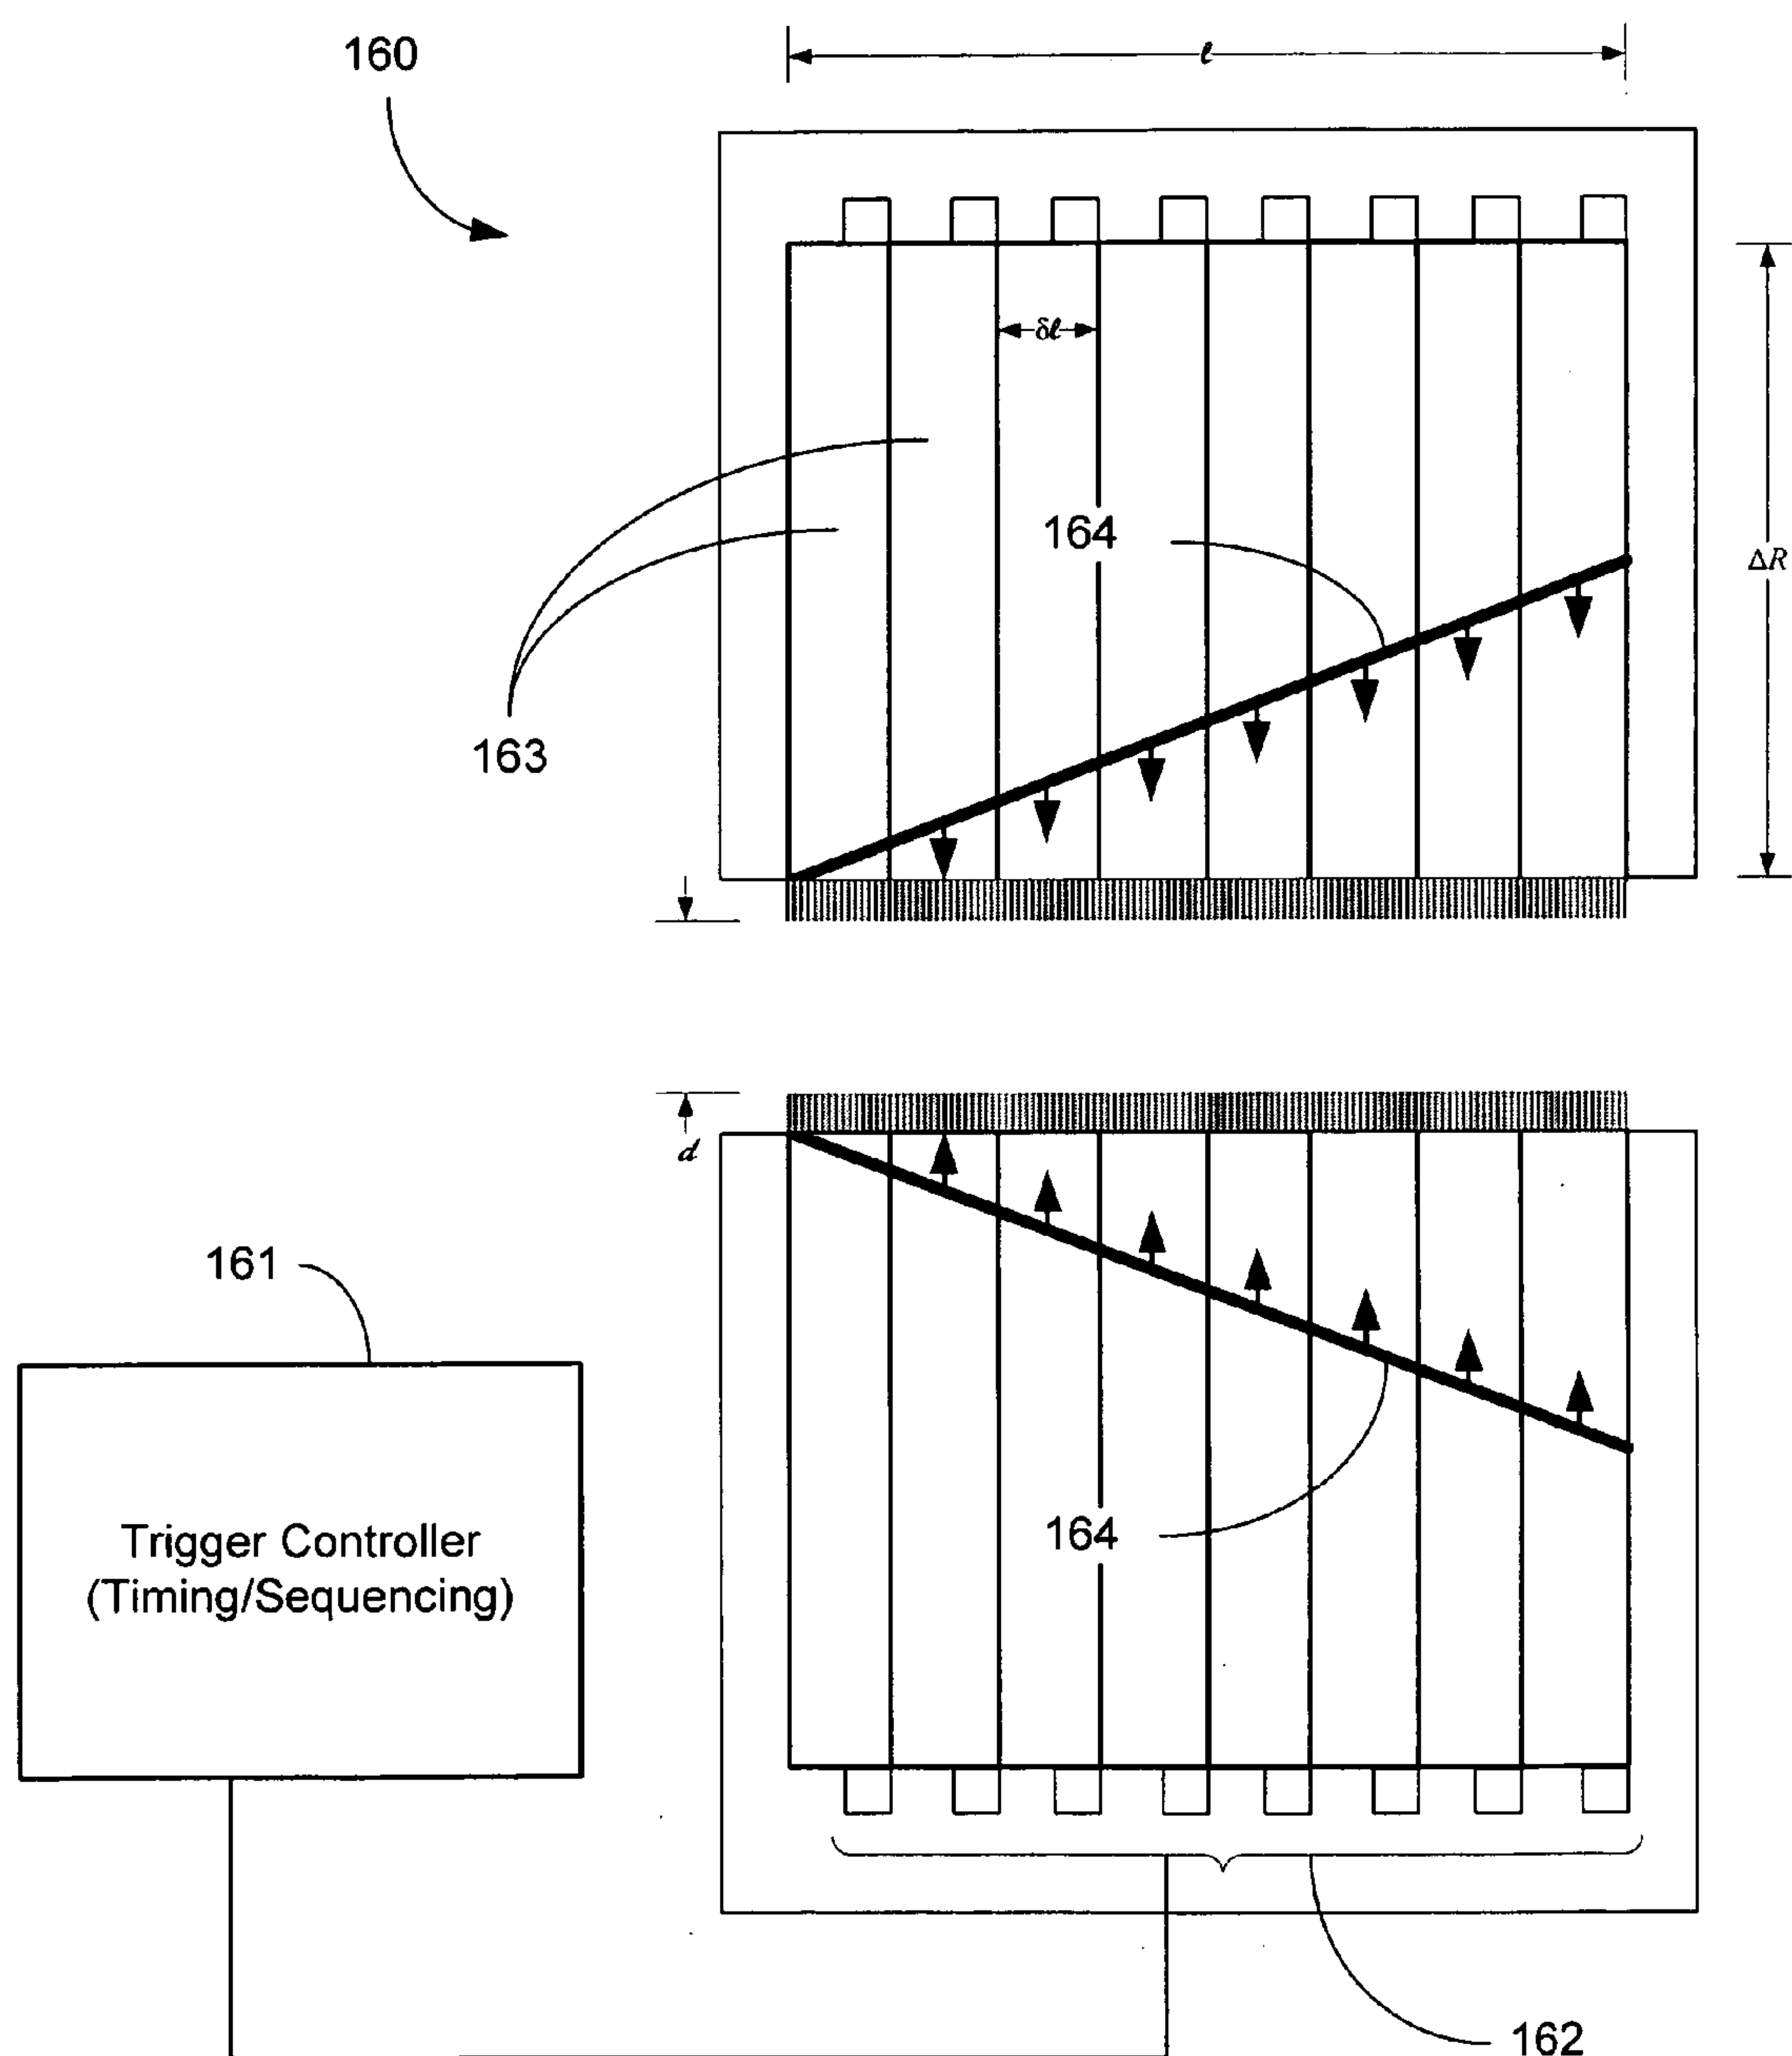 160
ℓ
δℓ
164
ΔR
163
d
161
Trigger Controller
(Timing/Sequencing)
164
162